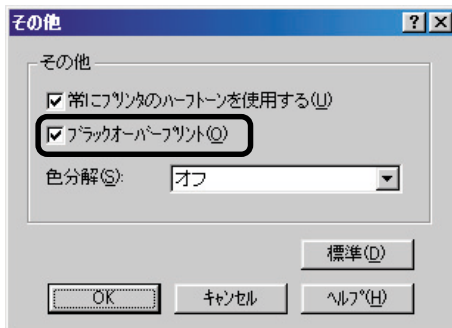 その他
その他
常にﾌﾟﾘﾝﾀのﾊｰﾌﾄｰﾝを使用する(U)
ﾌﾞﾗｯｸｵｰﾊﾞｰﾌﾟﾘﾝﾄ(O)
色分解(S): オフ
標準(D)
OK ｷｬﾝｾﾙ ﾍﾙﾌﾟ(H)